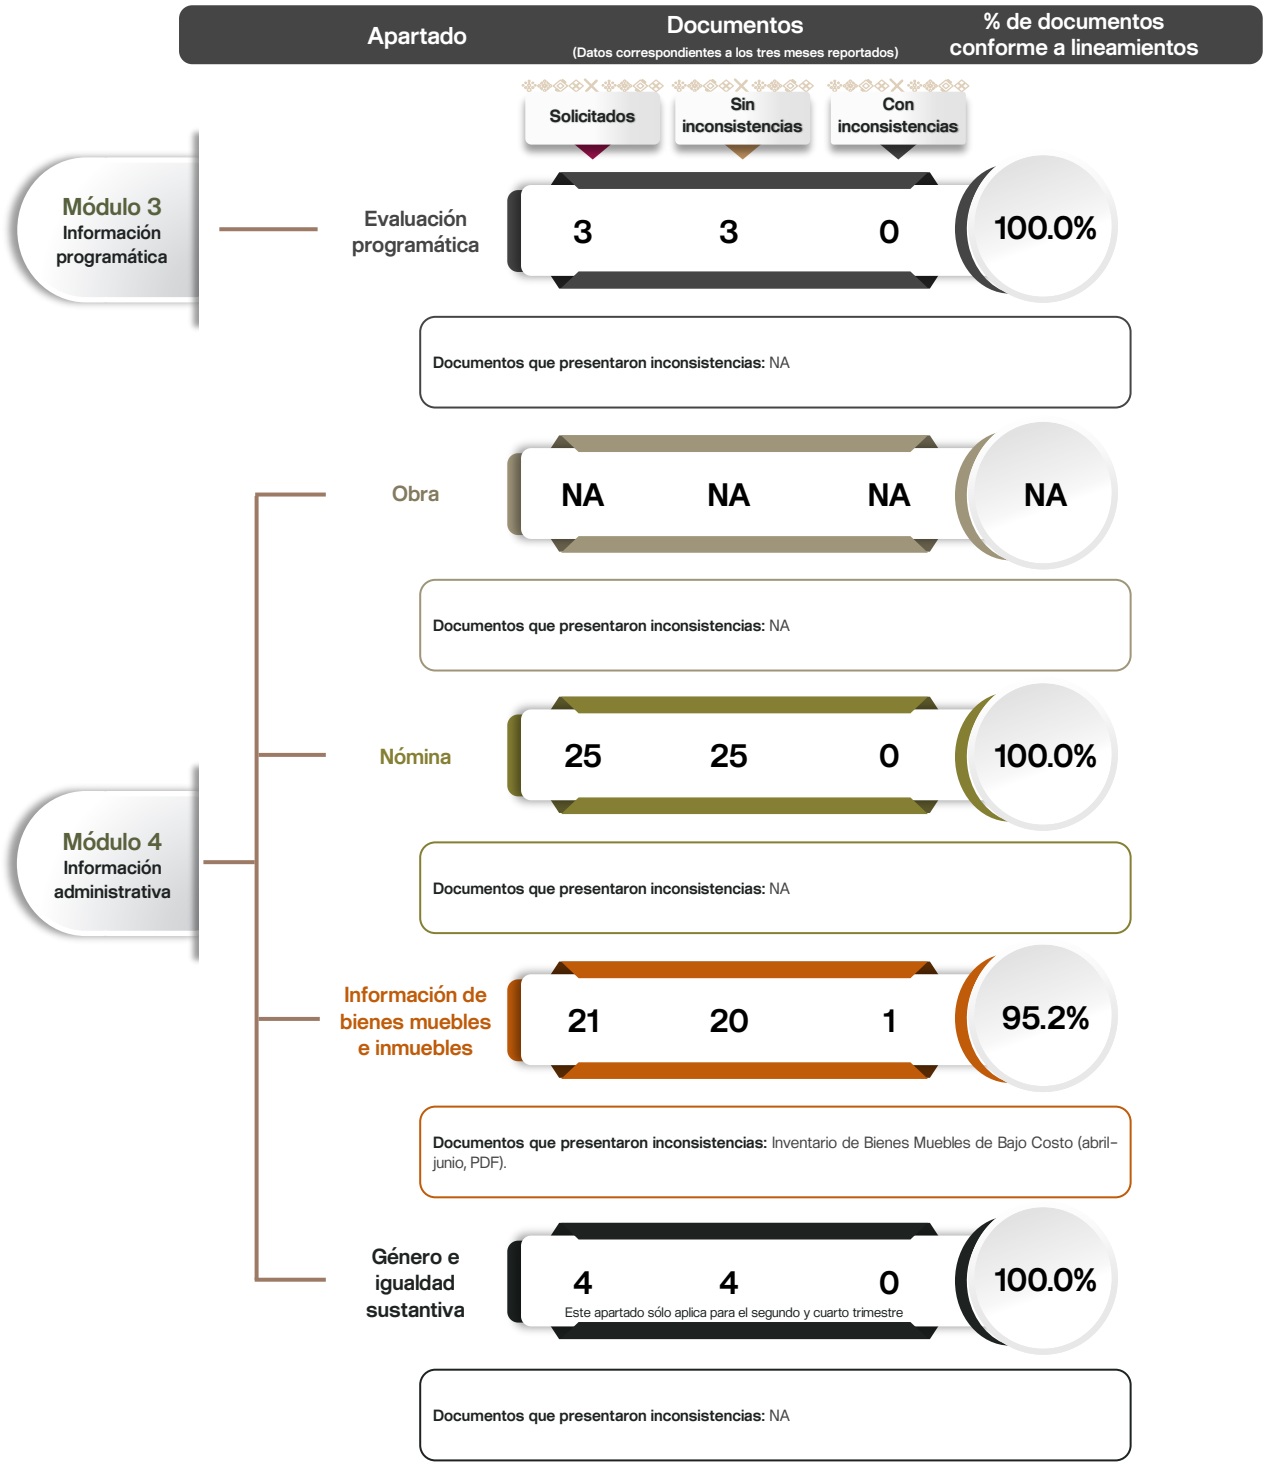 Apartado
Documentos
(Datos correspondientes a los tres meses reportados)
% de documentos
conforme a lineamientos
Solicitados
Sin
inconsistencias
Con
inconsistencias
Módulo 3
Información
programática
Evaluación
programática
3 3 0 100.0%
Documentos que presentaron inconsistencias: NA
Obra
NA NA NA NA
Documentos que presentaron inconsistencias: NA
Nómina
25 25 0 100.0%
Documentos que presentaron inconsistencias: NA
Módulo 4
Información
administrativa
Información de
bienes muebles
e inmuebles
21 20 1 95.2%
Documentos que presentaron inconsistencias: Inventario de Bienes Muebles de Bajo Costo (abril-
junio, PDF).
Género e
igualdad
sustantiva
4 4 0 100.0%
Este apartado sólo aplica para el segundo y cuarto trimestre
Documentos que presentaron inconsistencias: NA